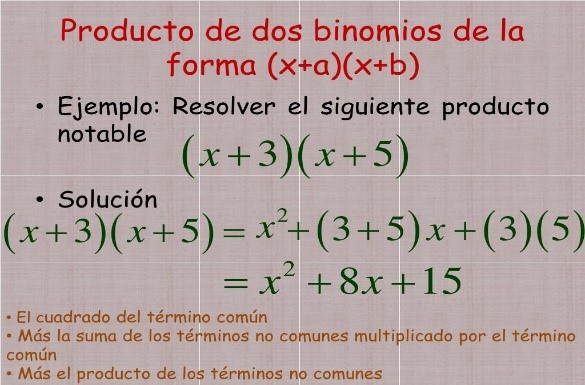 Producto de dos binomios de la
forma (x+a)(x+b)
• Ejemplo: Resolver el siguiente producto
notable
(x+3)(x+5)
• Solución
(x+3)(x+5)=x²+(3+5)x+(3)(5)
=x²+8x+15
• El cuadrado del término común
• Más la suma de los términos no comunes multiplicado por el término
común
• Más el producto de los términos no comunes